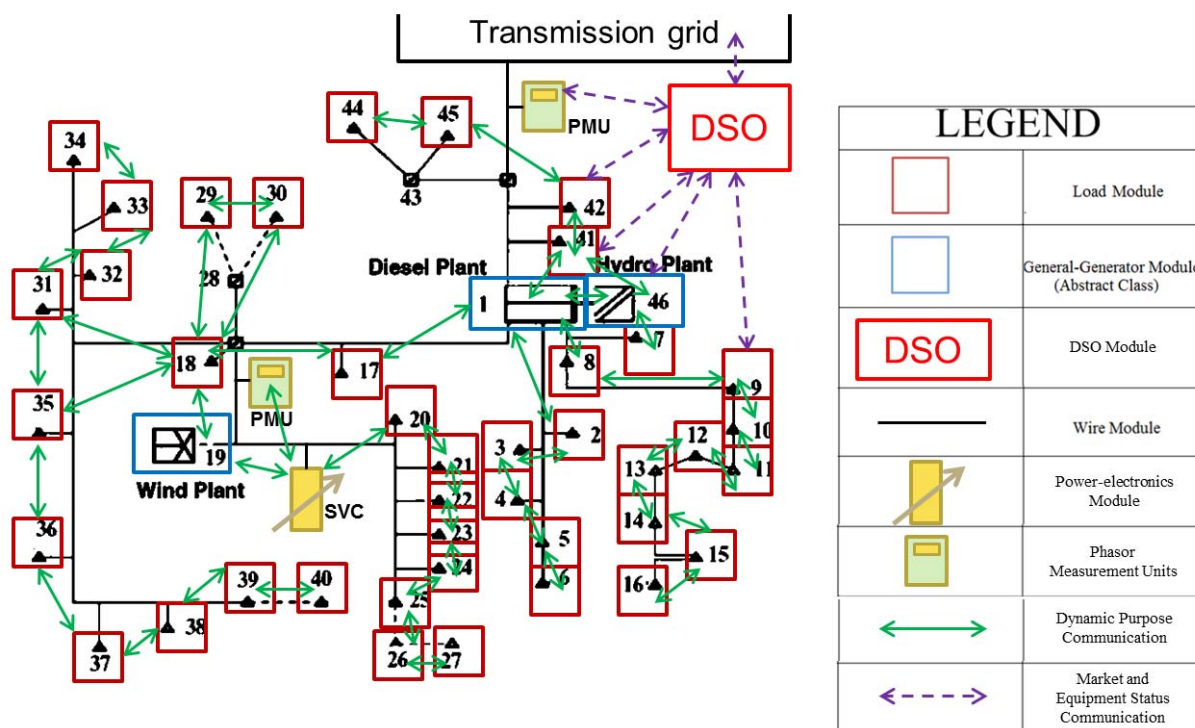 Transmission grid
44
45
PMU
DSO
34
33
29
30
43
42
41
32
28
31
Diesel Plant
Hydro Plant
1
46
7
18
17
8
9
35
PMU
20
2
3
12
10
19
21
13
11
Wind Plant
22
4
SVC
23
14
36
5
15
24
39
40
25
6
16
38
37
26
27
LEGEND
Load Module
General-Generator Module
(Abstract Class)
DSO
DSO Module
Wire Module
Power-electronics
Module
Phasor
Measurement Units
Dynamic Purpose
Communication
Market and
Equipment Status
Communication